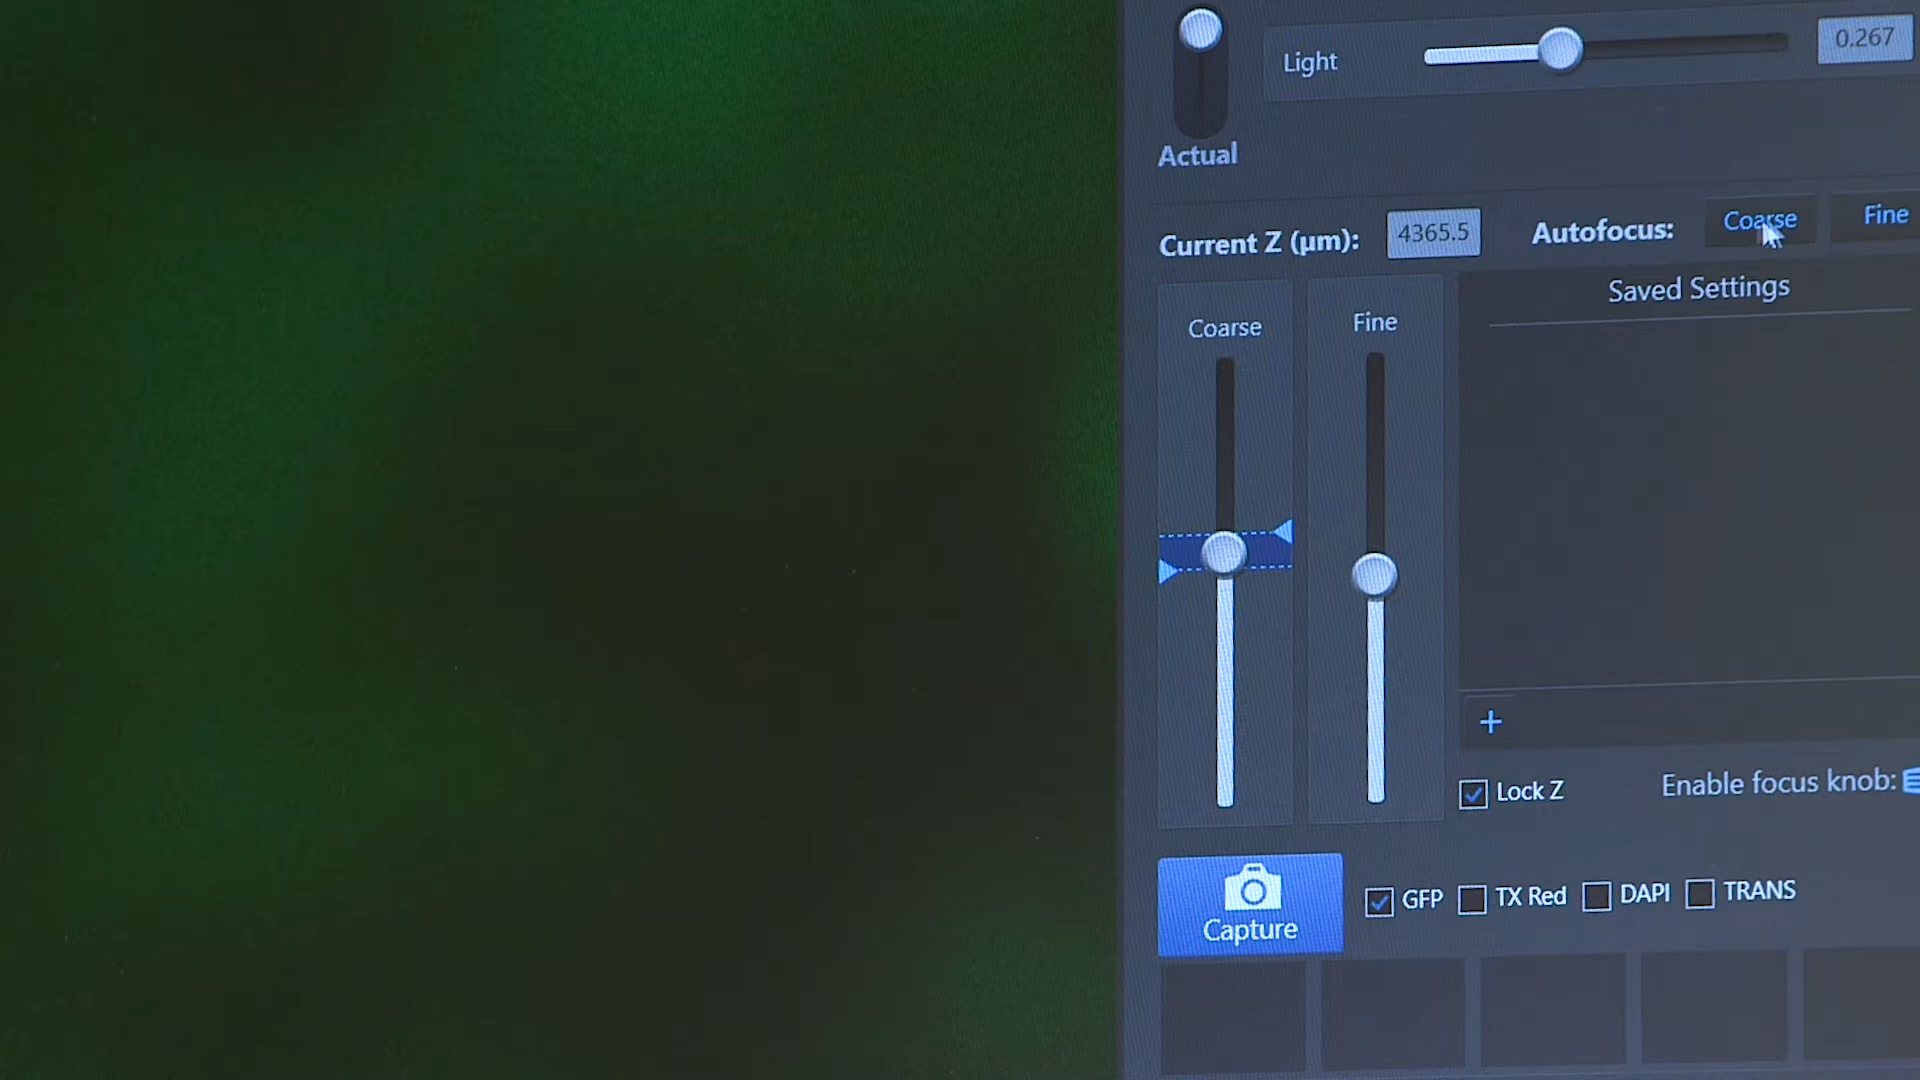 Light
0.267
Actual
Current Z (µm):
4365.5
Autofocus:
Coarse
Fine
Saved Settings
Coarse
Fine
+
Lock Z
Enable focus knob:
Capture
GFP
TX Red
DAPI
TRANS